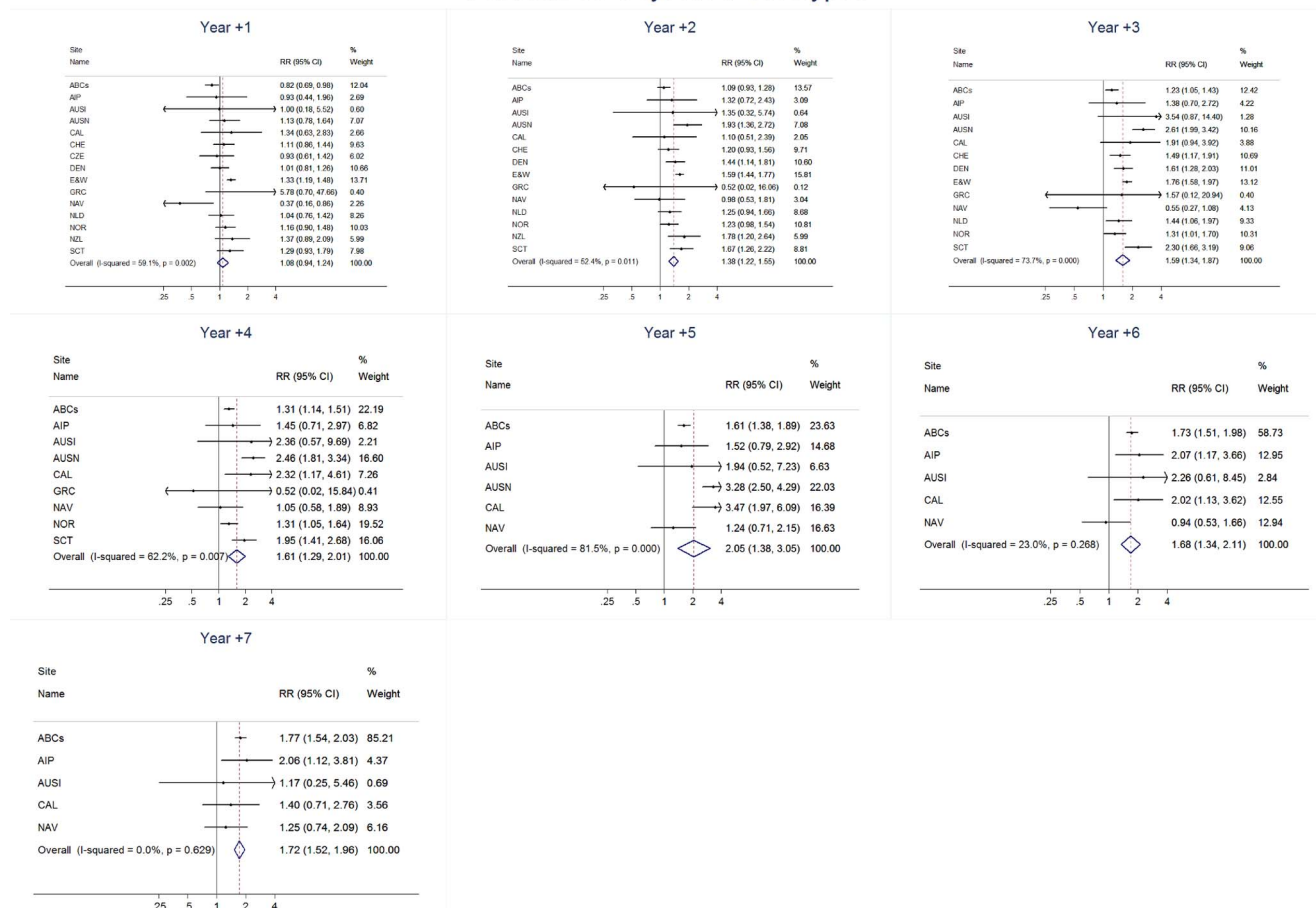 Year +1
Site %
Name RR (95% CI) Weight
ABCs 0.82 (0.69, 0.98) 12.04
AIP 0.93 (0.44, 1.96) 2.69
AUSI 1.00 (0.18, 5.52) 0.60
AUSN 1.13 (0.78, 1.64) 7.07
CAL 1.34 (0.63, 2.83) 2.66
CHE 1.11 (0.86, 1.44) 9.63
CZE 0.93 (0.61, 1.42) 6.02
DEN 1.01 (0.81, 1.26) 10.66
E&W 1.33 (1.19, 1.48) 13.71
GRC 5.78 (0.70, 47.66) 0.40
NAV 0.37 (0.16, 0.86) 2.26
NLD 1.04 (0.76, 1.42) 8.26
NOR 1.16 (0.90, 1.48) 10.03
NZL 1.37 (0.89, 2.09) 5.99
SCT 1.29 (0.93, 1.79) 7.98
Overall (I-squared = 59.1%, p = 0.002) 1.08 (0.94, 1.24) 100.00
.25 .5 1 2 4
Year +2
Site %
Name RR (95% CI) Weight
ABCs 1.09 (0.93, 1.28) 13.57
AIP 1.32 (0.72, 2.43) 3.09
AUSI 1.35 (0.32, 5.74) 0.64
AUSN 1.93 (1.36, 2.72) 7.08
CAL 1.10 (0.51, 2.39) 2.05
CHE 1.20 (0.93, 1.56) 9.71
DEN 1.44 (1.14, 1.81) 10.60
E&W 1.59 (1.44, 1.77) 15.81
GRC 0.52 (0.02, 16.06) 0.12
NAV 0.98 (0.53, 1.81) 3.04
NLD 1.25 (0.94, 1.66) 8.68
NOR 1.23 (0.98, 1.54) 10.81
NZL 1.78 (1.20, 2.64) 5.99
SCT 1.67 (1.26, 2.22) 8.81
Overall (I-squared = 52.4%, p = 0.011) 1.38 (1.22, 1.55) 100.00
.25 .5 1 2 4
Year +3
Site %
Name RR (95% CI) Weight
ABCs 1.23 (1.05, 1.43) 12.42
AIP 1.38 (0.70, 2.72) 4.22
AUSI 3.54 (0.87, 14.40) 1.28
AUSN 2.61 (1.99, 3.42) 10.16
CAL 1.91 (0.94, 3.92) 3.88
CHE 1.49 (1.17, 1.91) 10.69
DEN 1.61 (1.28, 2.03) 11.01
E&W 1.76 (1.58, 1.97) 13.12
GRC 1.57 (0.12, 20.94) 0.40
NAV 0.55 (0.27, 1.08) 4.13
NLD 1.44 (1.06, 1.97) 9.33
NOR 1.31 (1.01, 1.70) 10.31
SCT 2.30 (1.66, 3.19) 9.06
Overall (I-squared = 73.7%, p = 0.000) 1.59 (1.34, 1.87) 100.00
.25 .5 1 2 4
Year +4
Site %
Name RR (95% CI) Weight
ABCs 1.31 (1.14, 1.51) 22.19
AIP 1.45 (0.71, 2.97) 6.82
AUSI 2.36 (0.57, 9.69) 2.21
AUSN 2.46 (1.81, 3.34) 16.60
CAL 2.32 (1.17, 4.61) 7.26
GRC 0.52 (0.02, 15.84) 0.41
NAV 1.05 (0.58, 1.89) 8.93
NOR 1.31 (1.05, 1.64) 19.52
SCT 1.95 (1.41, 2.68) 16.06
Overall (I-squared = 62.2%, p = 0.007) 1.61 (1.29, 2.01) 100.00
.25 .5 1 2 4
Year +5
Site %
Name RR (95% CI) Weight
ABCs 1.61 (1.38, 1.89) 23.63
AIP 1.52 (0.79, 2.92) 14.68
AUSI 1.94 (0.52, 7.23) 6.63
AUSN 3.28 (2.50, 4.29) 22.03
CAL 3.47 (1.97, 6.09) 16.39
NAV 1.24 (0.71, 2.15) 16.63
Overall (I-squared = 81.5%, p = 0.000) 2.05 (1.38, 3.05) 100.00
.25 .5 1 2 4
Year +6
Site %
Name RR (95% CI) Weight
ABCs 1.73 (1.51, 1.98) 58.73
AIP 2.07 (1.17, 3.66) 12.95
AUSI 2.26 (0.61, 8.45) 2.84
CAL 2.02 (1.13, 3.62) 12.55
NAV 0.94 (0.53, 1.66) 12.94
Overall (I-squared = 23.0%, p = 0.268) 1.68 (1.34, 2.11) 100.00
.25 .5 1 2 4
Year +7
Site %
Name RR (95% CI) Weight
ABCs 1.77 (1.54, 2.03) 85.21
AIP 2.06 (1.12, 3.81) 4.37
AUSI 1.17 (0.25, 5.46) 0.69
CAL 1.40 (0.71, 2.76) 3.56
NAV 1.25 (0.74, 2.09) 6.16
Overall (I-squared = 0.0%, p = 0.629) 1.72 (1.52, 1.96) 100.00
.25 .5 1 2 4